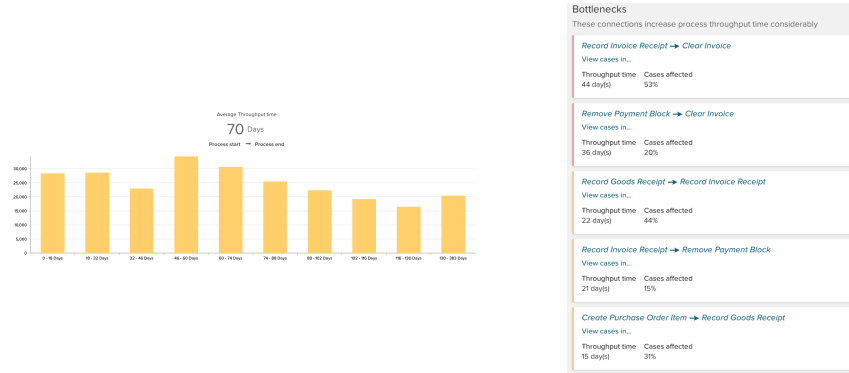 Average Throughput time
70 Days
Process start → Process end
30,000
25,000
20,000
15,000
10,000
5,000
0
0 - 18 Days
18 - 32 Days
32 - 46 Days
46 - 60 Days
60 - 74 Days
74 - 88 Days
88 - 102 Days
102 - 116 Days
116 - 130 Days
130 - 383 Days
Bottlenecks
These connections increase process throughput time considerably
Record Invoice Receipt → Clear Invoice
View cases in...
Throughput time Cases affected
44 day(s) 53%
Remove Payment Block → Clear Invoice
View cases in...
Throughput time Cases affected
36 day(s) 20%
Record Goods Receipt → Record Invoice Receipt
View cases in...
Throughput time Cases affected
22 day(s) 44%
Record Invoice Receipt → Remove Payment Block
View cases in...
Throughput time Cases affected
21 day(s) 15%
Create Purchase Order Item → Record Goods Receipt
View cases in...
Throughput time Cases affected
15 day(s) 31%